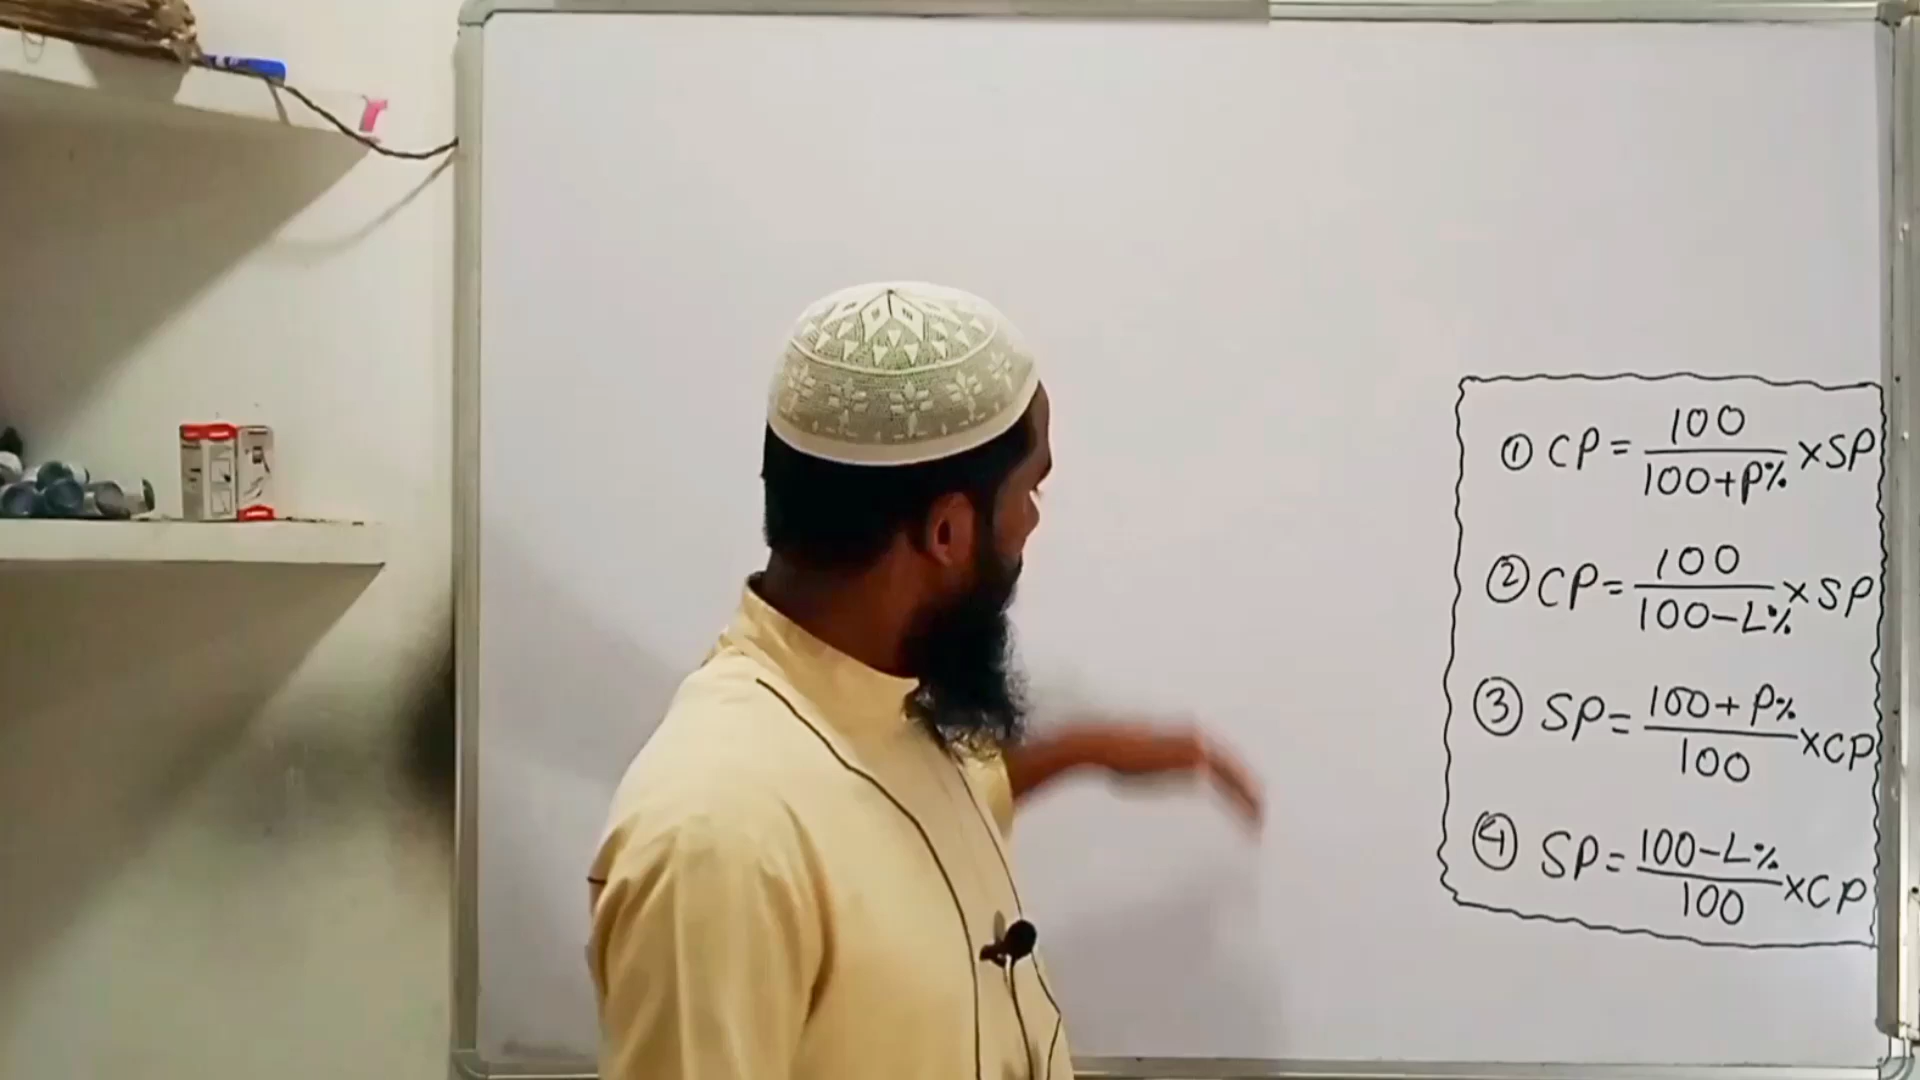 ① CP = 100/100+P% × SP
② CP = 100/100-L% × SP
③ SP = 100+P%/100 × CP
④ SP = 100-L%/100 × CP